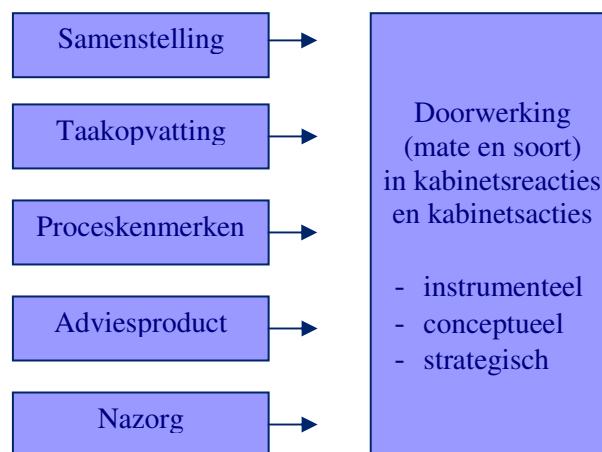 Samenstelling
Taakopvatting
Proceskenmerken
Adviesproduct
Nazorg
Doorwerking
(mate en soort)
in kabinetsreacties
en kabinetsacties
- instrumenteel
- conceptueel
- strategisch